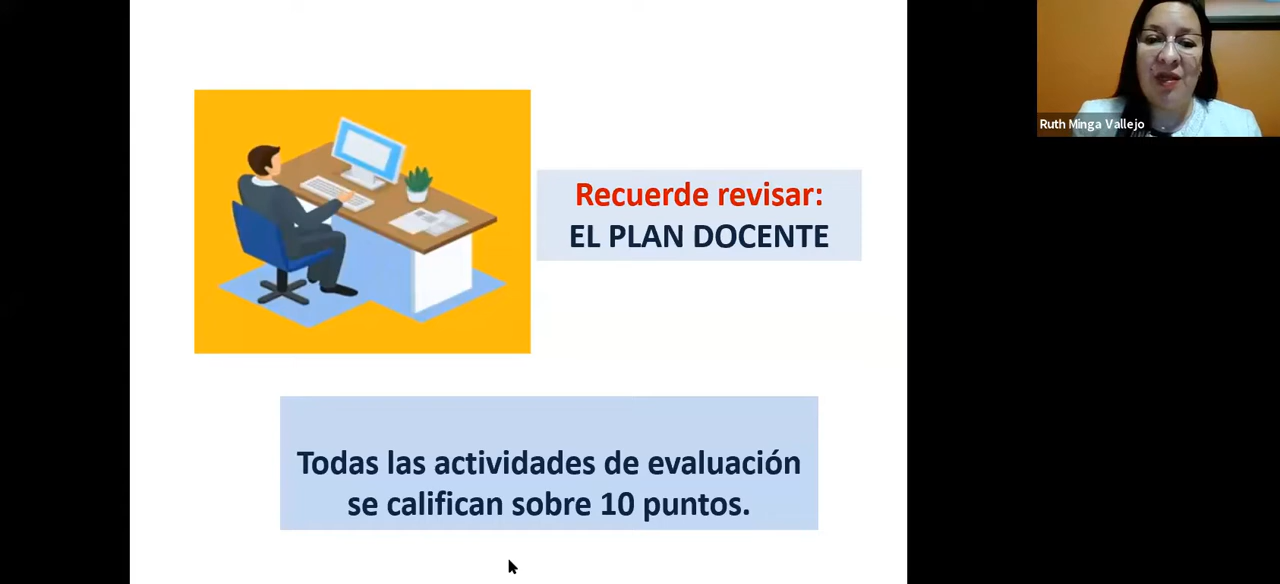 Ruth Minga Vallejo
Recuerde revisar:
EL PLAN DOCENTE
Todas las actividades de evaluación
se califican sobre 10 puntos.